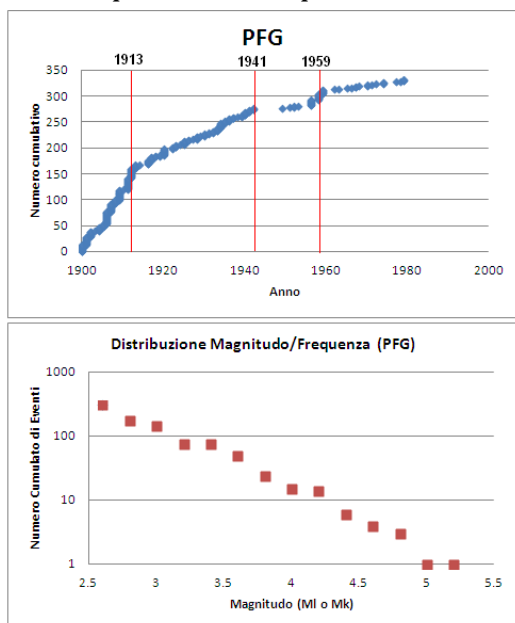 PFG
1913 1941 1959
350
300
250
200
150
100
50
0
Numero cumulativo
1900 1920 1940 1960 1980 2000
Anno
Distribuzione Magnitudo/Frequenza (PFG)
1000
100
10
1
Numero Cumulato di Eventi
2.5 3 3.5 4 4.5 5 5.5
Magnitudo (Ml o Mk)